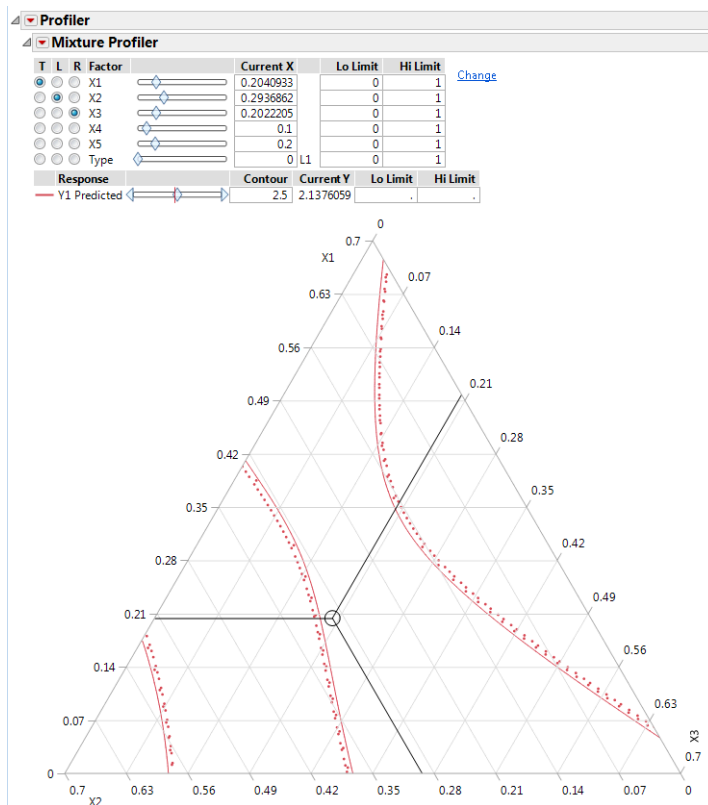 Profiler
Mixture Profiler
T L R Factor Current X Lo Limit Hi Limit
Change
X1 0.2040933 0 1
X2 0.2936862 0 1
X3 0.2022205 0 1
X4 0.1 0 1
X5 0.2 0 1
Type 0 L1 0 1
Response Contour Current Y Lo Limit Hi Limit
Y1 Predicted 2.5 2.1376059 . .
0
0.7
X1
0.07
0.63
0.14
0.56
0.21
0.49
0.28
0.42
0.35
0.35
0.42
0.28
0.49
0.21
0.56
0.14
0.63
0.07
X3
0.7
0
0.7 0.63 0.56 0.49 0.42 0.35 0.28 0.21 0.14 0.07 0
X2